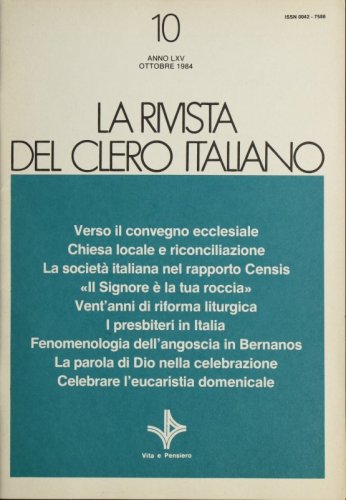 10
ISSN 0042 - 7586
ANNO LXV
OTTOBRE 1984
LA RIVISTA
DEL CLERO ITALIANO
Verso il convegno ecclesiale
Chiesa locale e riconciliazione
La società italiana nel rapporto Censis
«Il Signore è la tua roccia»
Vent'anni di riforma liturgica
I presbiteri in Italia
Fenomenologia dell'angoscia in Bernanos
La parola di Dio nella celebrazione
Celebrare l'eucaristia domenicale
Vita e Pensiero